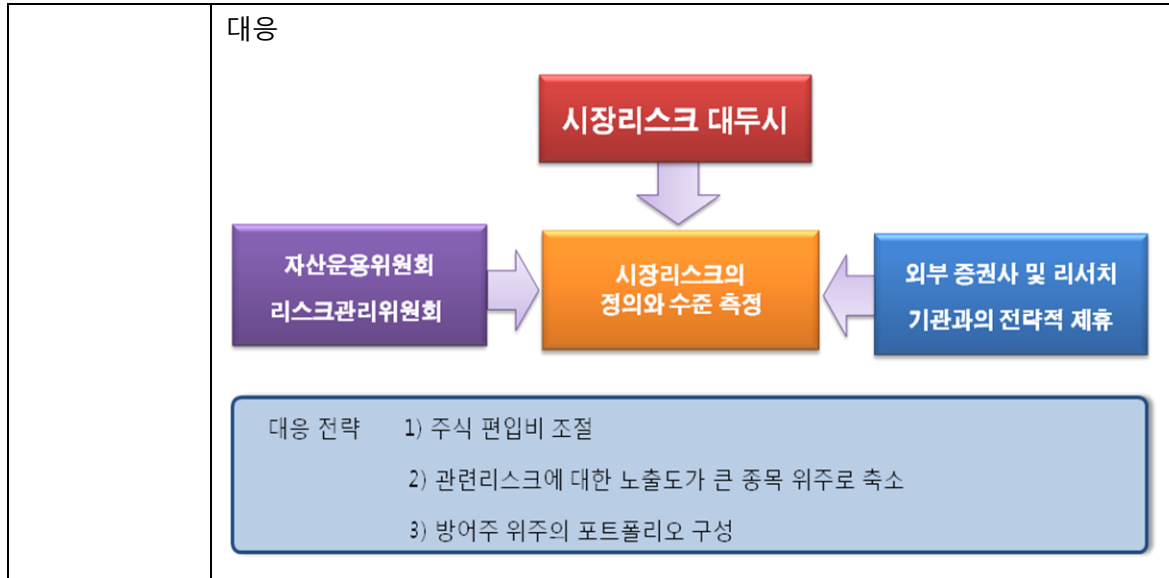 대응
시장리스크 대두시
자산운용위원회
리스크관리위원회
시장리스크의
정의와 수준 측정
외부 증권사 및 리서치
기관과의 전략적 제휴
대응 전략 1) 주식 편입비 조절
2) 관련리스크에 대한 노출도가 큰 종목 위주로 축소
3) 방어주 위주의 포트폴리오 구성